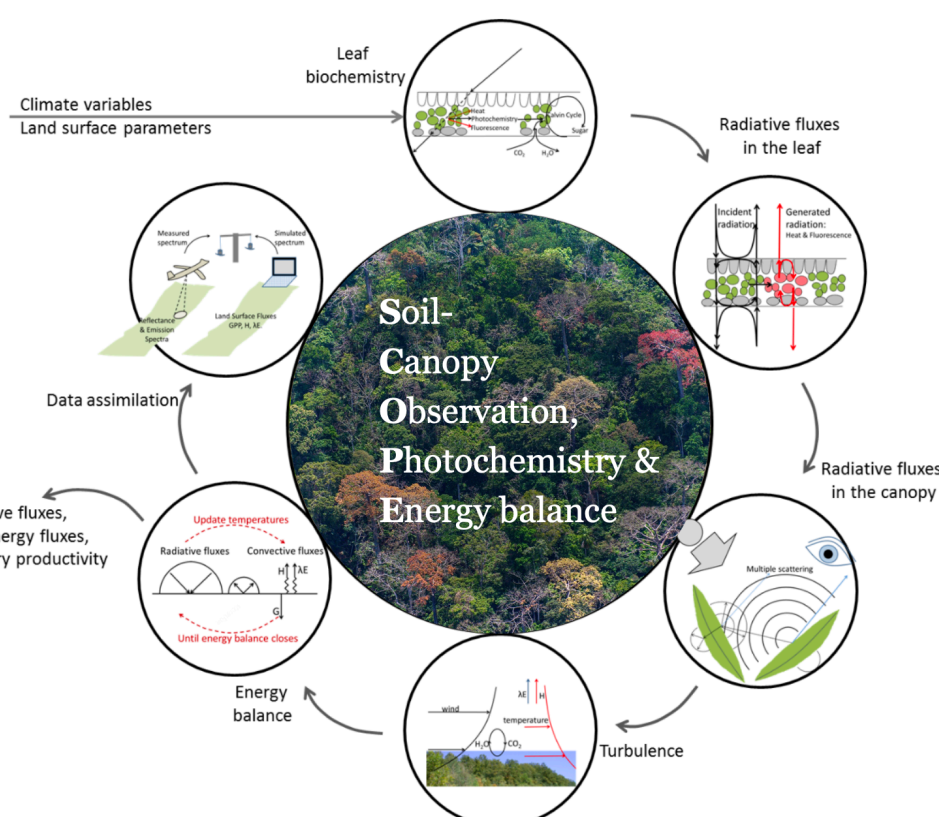 Leaf
biochemistry
Climate variables
Land surface parameters
Heat
Photochemistry
Fluorescence
Calvin Cycle
Sugar
CO₂
H₂O
Radiative fluxes
in the leaf
Incident
radiation
Generated
radiation:
Heat & Fluorescence
Radiative fluxes
in the canopy
Multiple scattering
Turbulence
wind
temperature
λE
H
H₂O
CO₂
Energy
balance
Update temperatures
Radiative fluxes
Convective fluxes
H
λE
G
Until energy balance closes
fluxes,
fluxes,
productivity
Data assimilation
Measured
spectrum
Simulated
spectrum
Reflectance
& Emission
Spectra
Land Surface Fluxes
GPP, H, λE.
Soil-
Canopy
Observation,
Photochemistry &
Energy balance